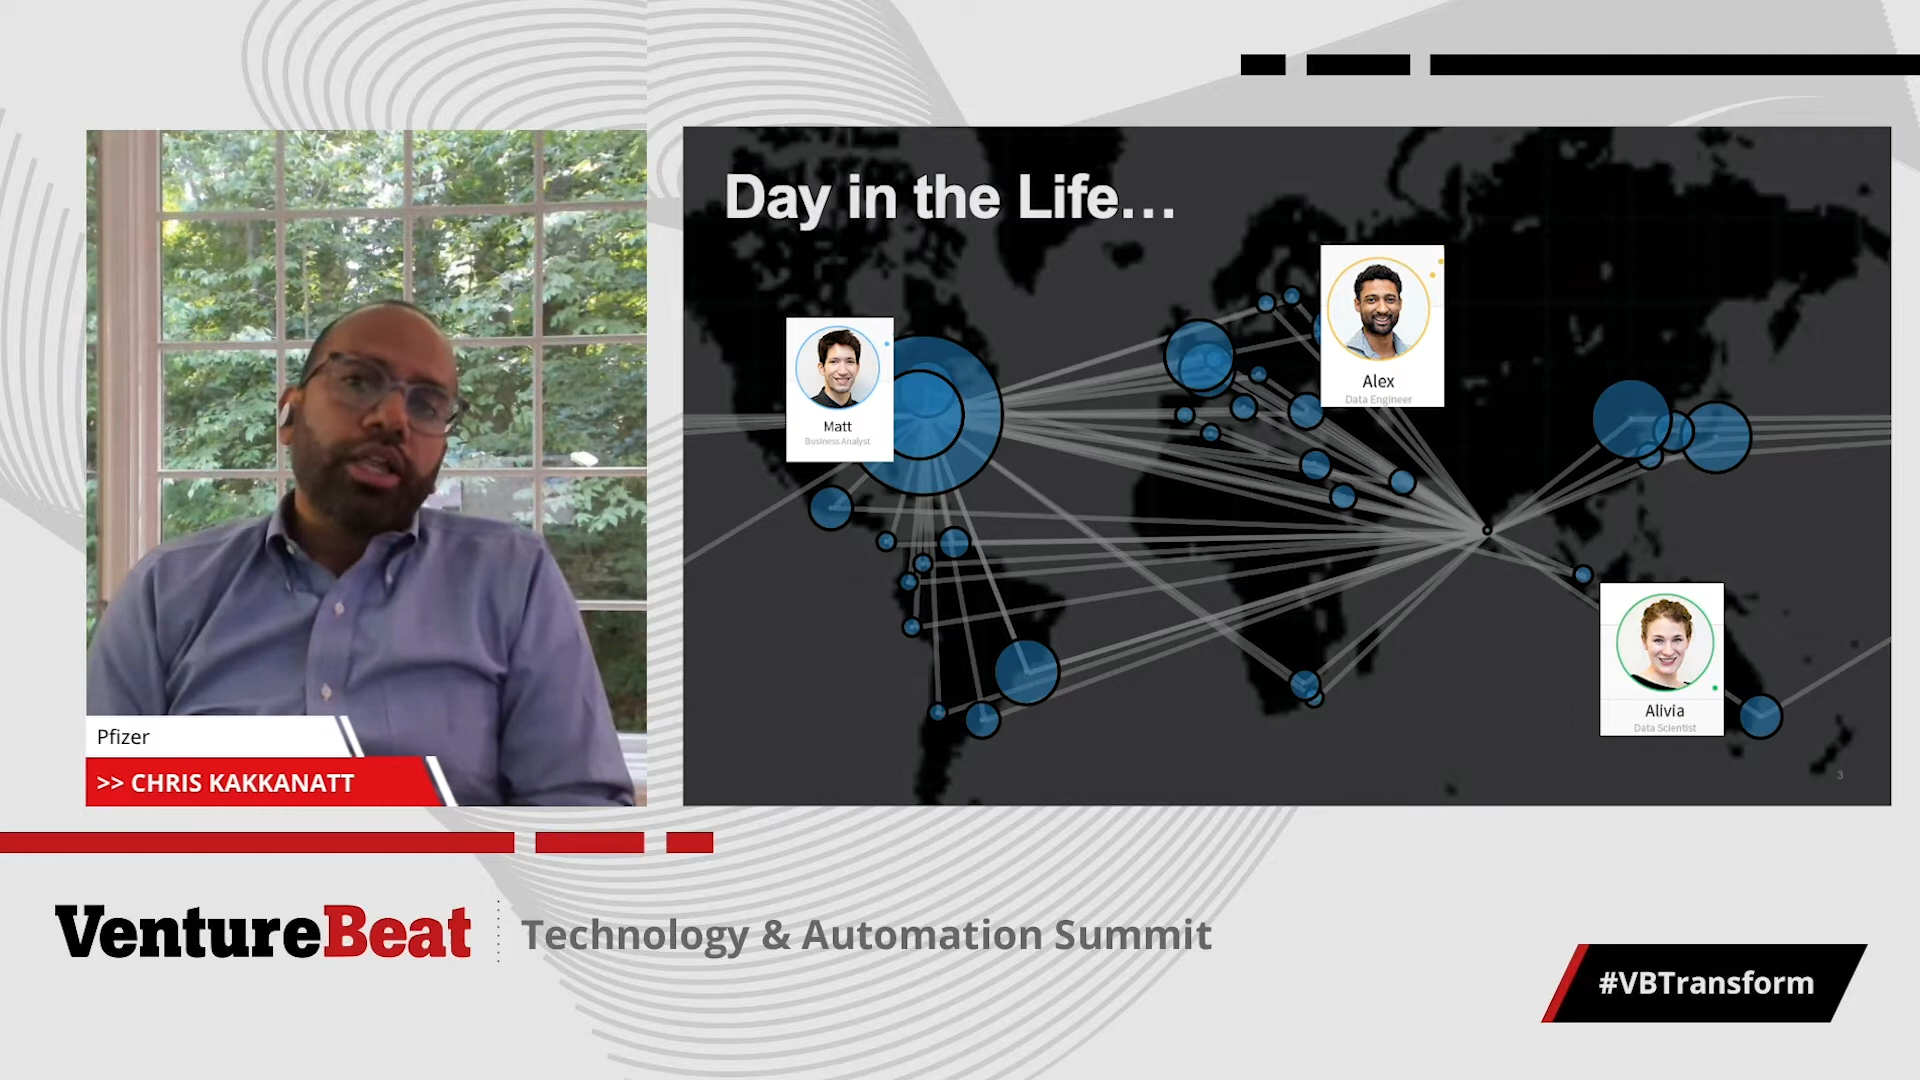 Day in the Life...
Matt
Business Analyst
Alex
Data Engineer
Alivia
Data Scientist
3
Pfizer
>> CHRIS KAKKANATT
VentureBeat
Technology & Automation Summit
#VBTransform